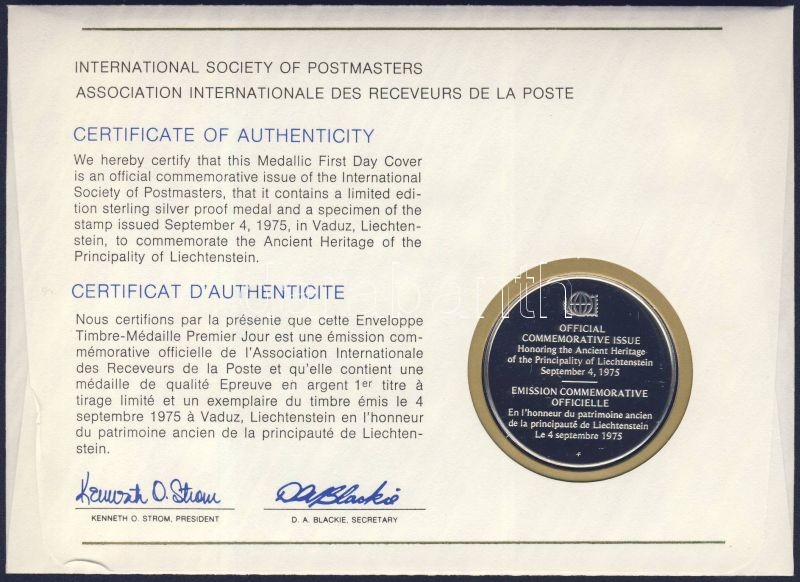 INTERNATIONAL SOCIETY OF POSTMASTERS
ASSOCIATION INTERNATIONALE DES RECEVEURS DE LA POSTE
CERTIFICATE OF AUTHENTICITY
We hereby certify that this Medallic First Day Cover
is an official commemorative issue of the International
Society of Postmasters, that it contains a limited edi-
tion sterling silver proof medal and a specimen of the
stamp issued September 4, 1975, in Vaduz, Liechten-
stein, to commemorate the Ancient Heritage of the
Principality of Liechtenstein.
CERTIFICAT D'AUTHENTICITE
Nous certifions par la présenie que cette Enveloppe
Timbre-Médaille Premier Jour est une émission com-
mémorative officielle de l'Association Internationale
des Receveurs de la Poste et qu'elle contient une
médaille de qualité Epreuve en argent 1er titre à
tirage limité et un exemplaire du timbre émis le 4
septembre 1975 à Vaduz, Liechtenstein en l'honneur
du patrimoine ancien de la principauté de Liechten-
stein.
Kenneth O. Strom
KENNETH O. STROM, PRESIDENT
D A Blackie
D. A. BLACKIE, SECRETARY
OFFICIAL
COMMEMORATIVE ISSUE
Honoring the Ancient Heritage
of the Principality of Liechtenstein
September 4, 1975
EMISSION COMMEMORATIVE
OFFICIELLE
En l'honneur du patrimoine ancien
de la principauté de Liechtenstein
Le 4 septembre 1975